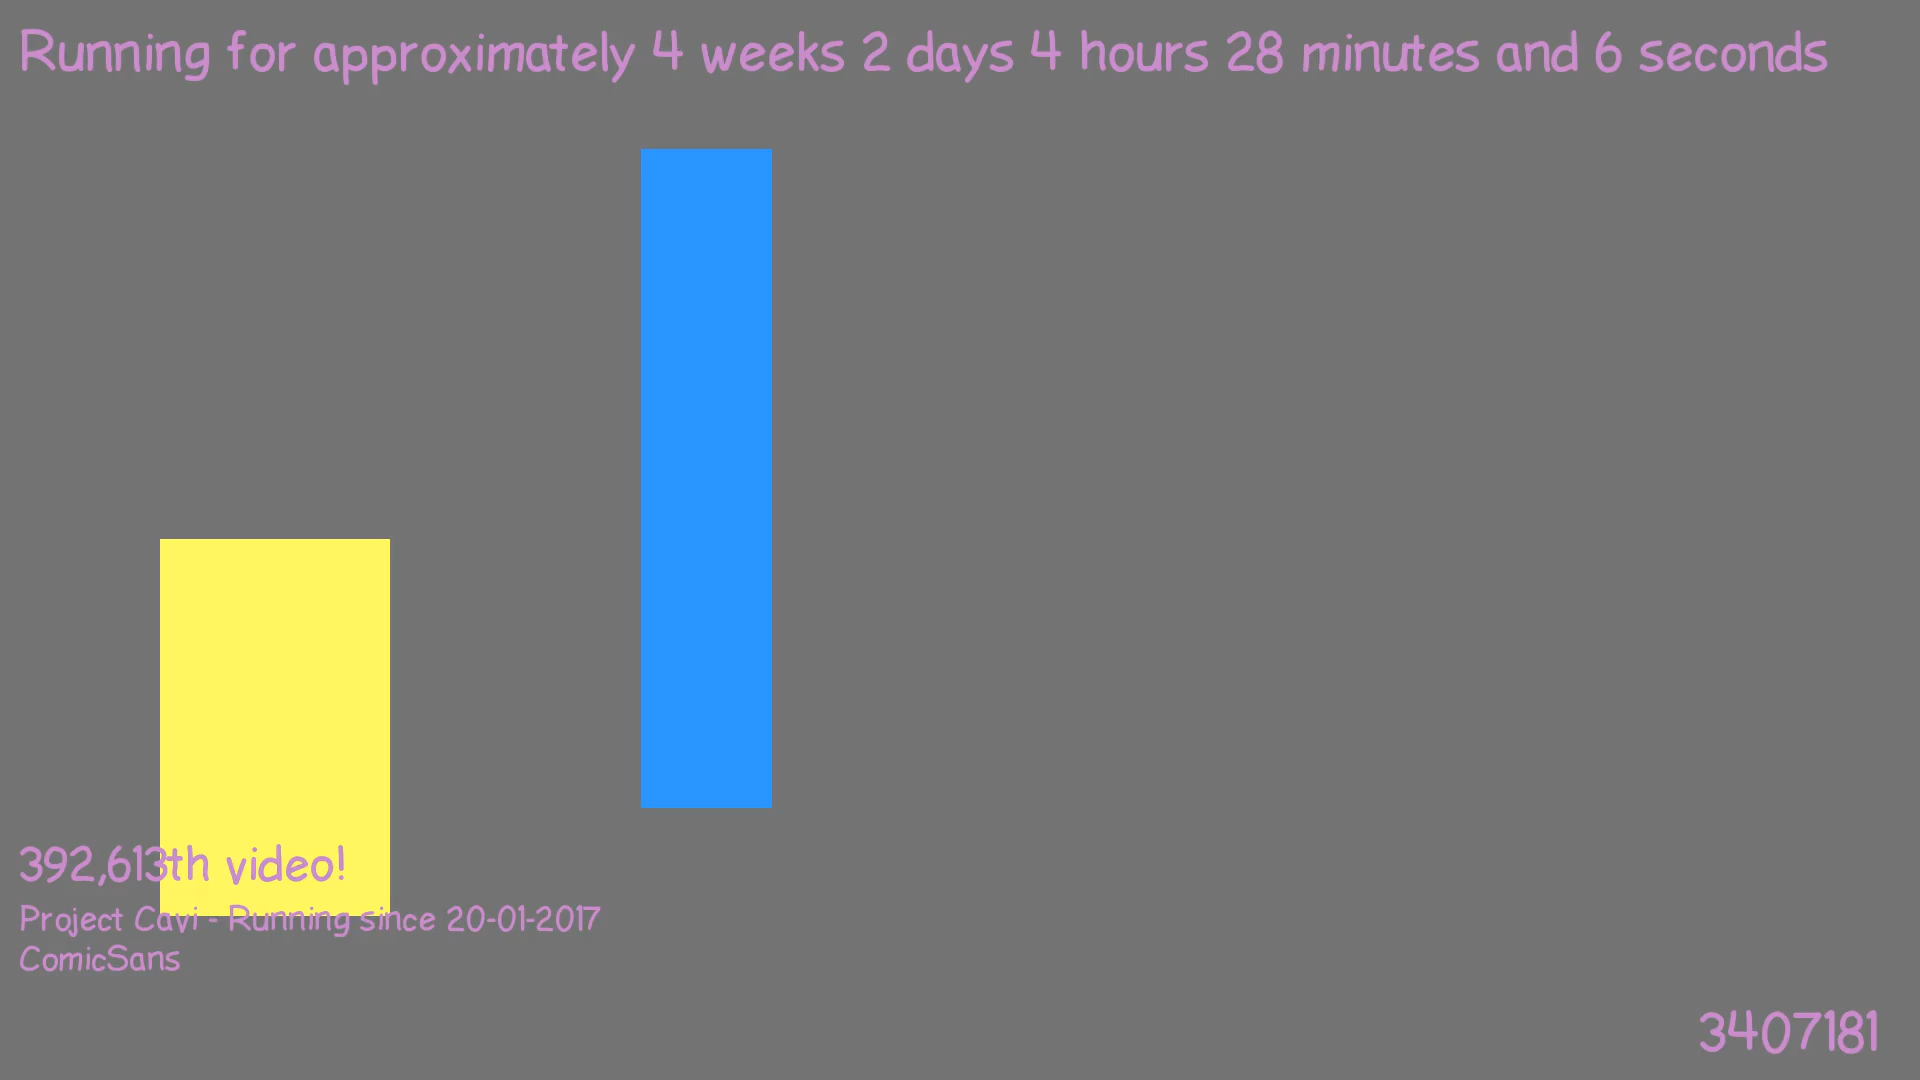 Running for approximately 4 weeks 2 days 4 hours 28 minutes and 6 seconds
392,613th video!
Project Cavi - Running since 20-01-2017
ComicSans
3407181